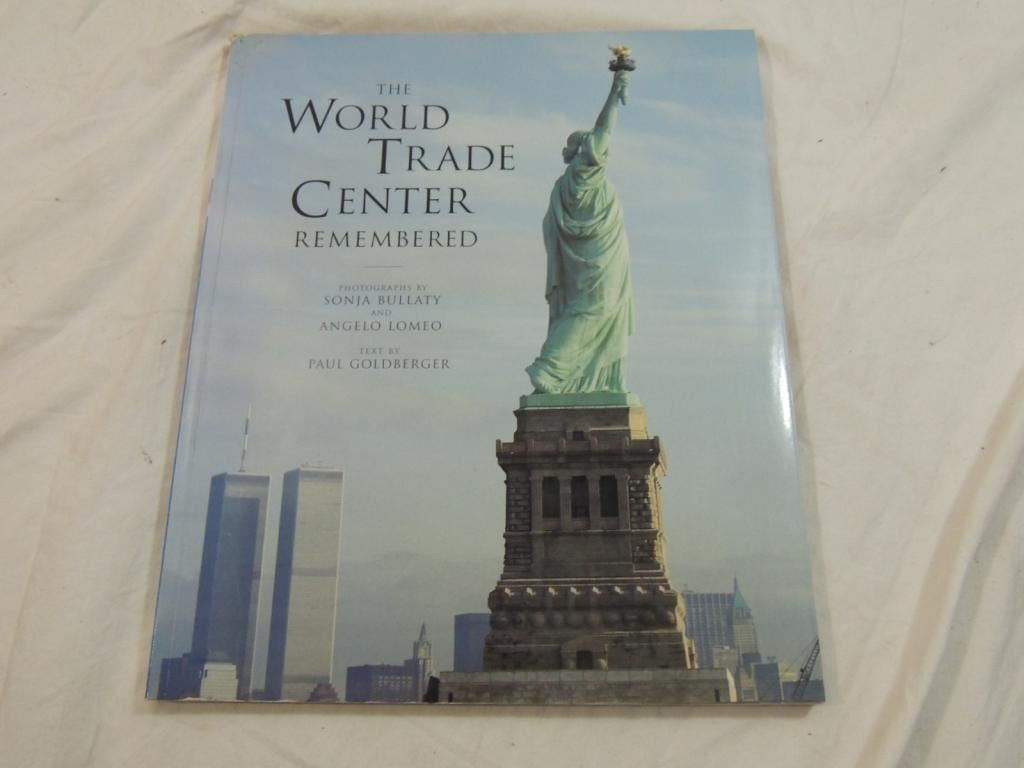 THE
WORLD
TRADE
CENTER
REMEMBERED
PHOTOGRAPHS BY
SONJA BULLATY
AND
ANGELO LOMEO
TEXT BY
PAUL GOLDBERGER